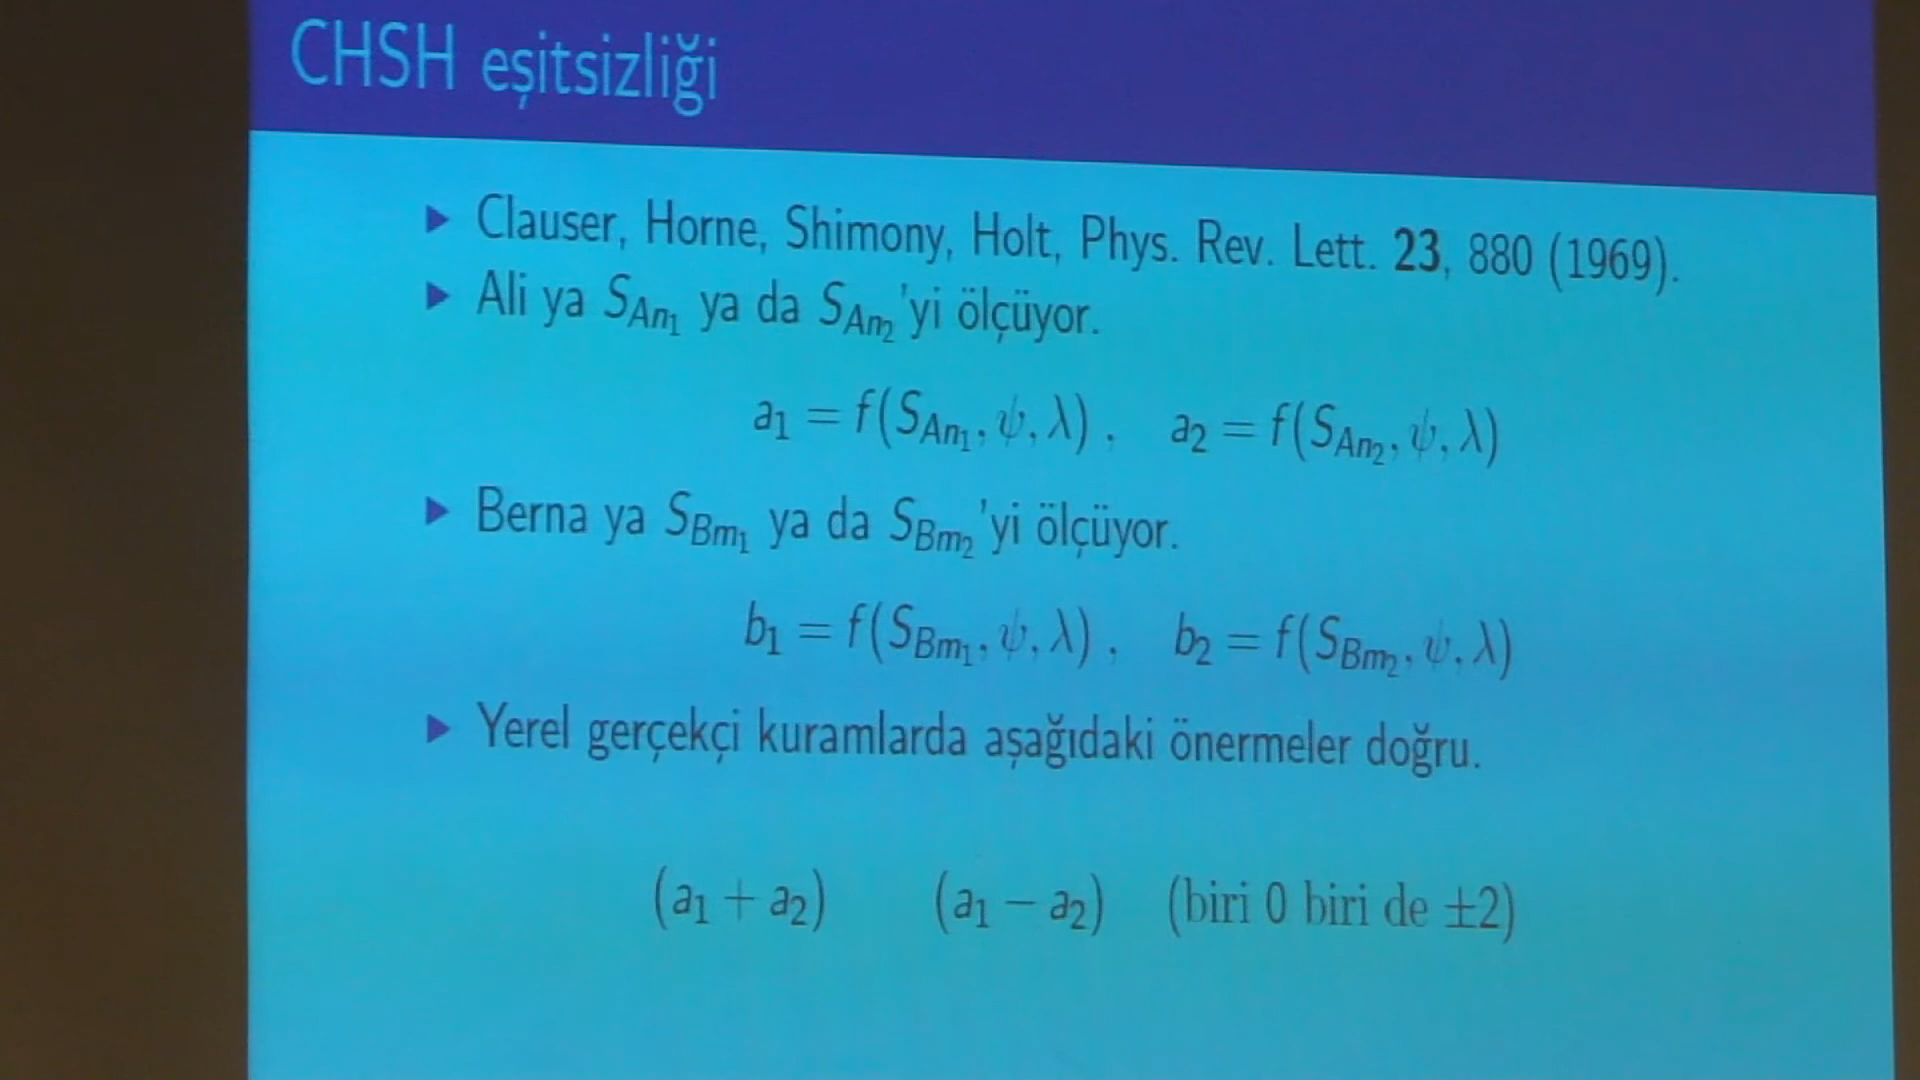 CHSH eşitsizliği
▶ Clauser, Horne, Shimony, Holt, Phys. Rev. Lett. 23, 880 (1969).
▶ Ali ya S_{An_1} ya da S_{An_2}'yi ölçüyor.
a_1 = f(S_{An_1}, ψ, λ) , a_2 = f(S_{An_2}, ψ, λ)
▶ Berna ya S_{Bm_1} ya da S_{Bm_2}'yi ölçüyor.
b_1 = f(S_{Bm_1}, ψ, λ) , b_2 = f(S_{Bm_2}, ψ, λ)
▶ Yerel gerçekçi kuramlarda aşağıdaki önermeler doğru.
(a_1 + a_2) (a_1 − a_2) (biri 0 biri de ±2)